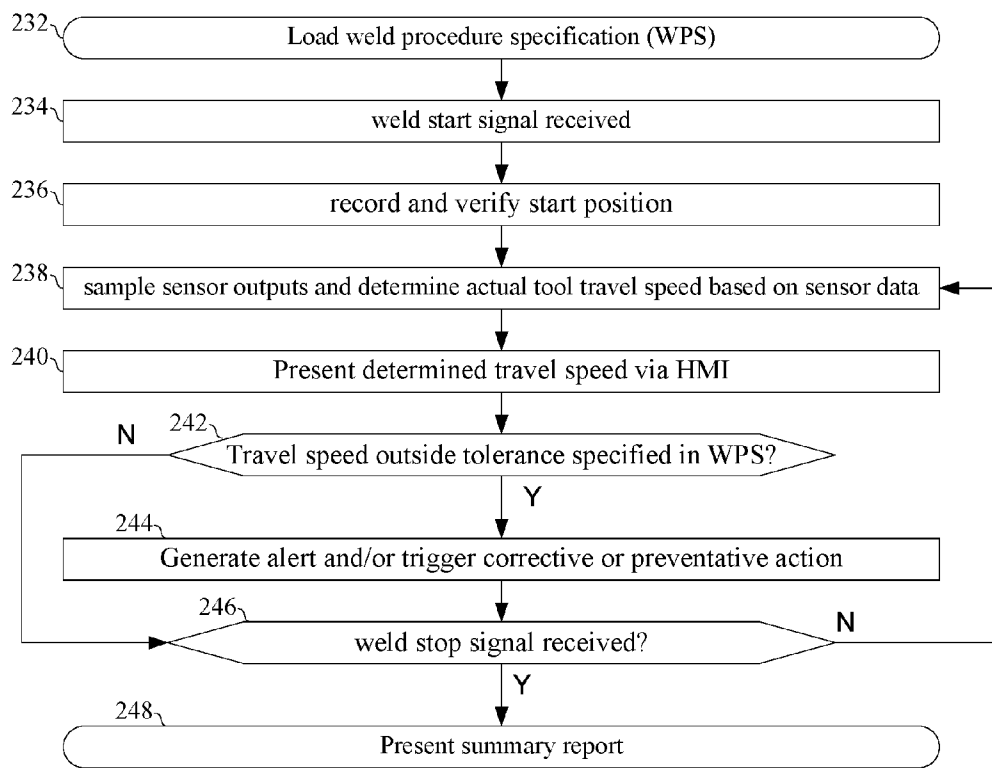 232
Load weld procedure specification (WPS)
234
weld start signal received
236
record and verify start position
238
sample sensor outputs and determine actual tool travel speed based on sensor data
240
Present determined travel speed via HMI
N
242
Travel speed outside tolerance specified in WPS?
Y
244
Generate alert and/or trigger corrective or preventative action
246
weld stop signal received?
N
Y
248
Present summary report